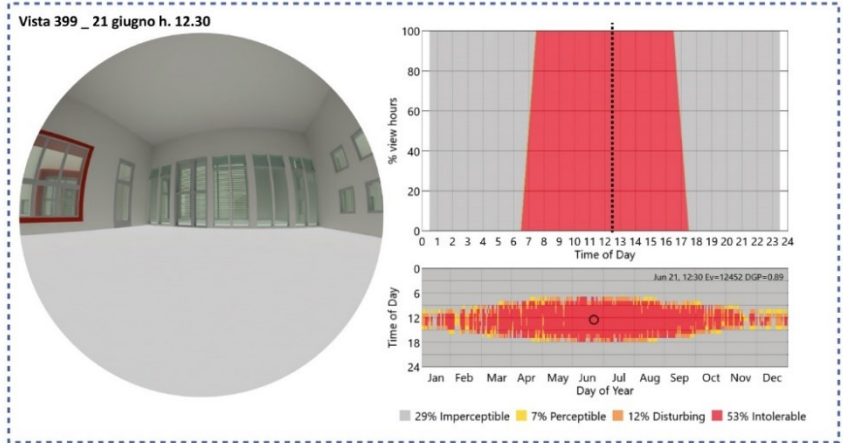 Vista 399 _ 21 giugno h. 12.30
100
80
60
40
20
0
% view hours
0 1 2 3 4 5 6 7 8 9 10 11 12 13 14 15 16 17 18 19 20 21 22 23 24
Time of Day
Jun 21, 12:30 Ev=12452 DGP=0.89
0
6
12
18
24
Time of Day
Jan Feb Mar Apr May Jun Jul Aug Sep Oct Nov Dec
Day of Year
29% Imperceptible 7% Perceptible 12% Disturbing 53% Intolerable